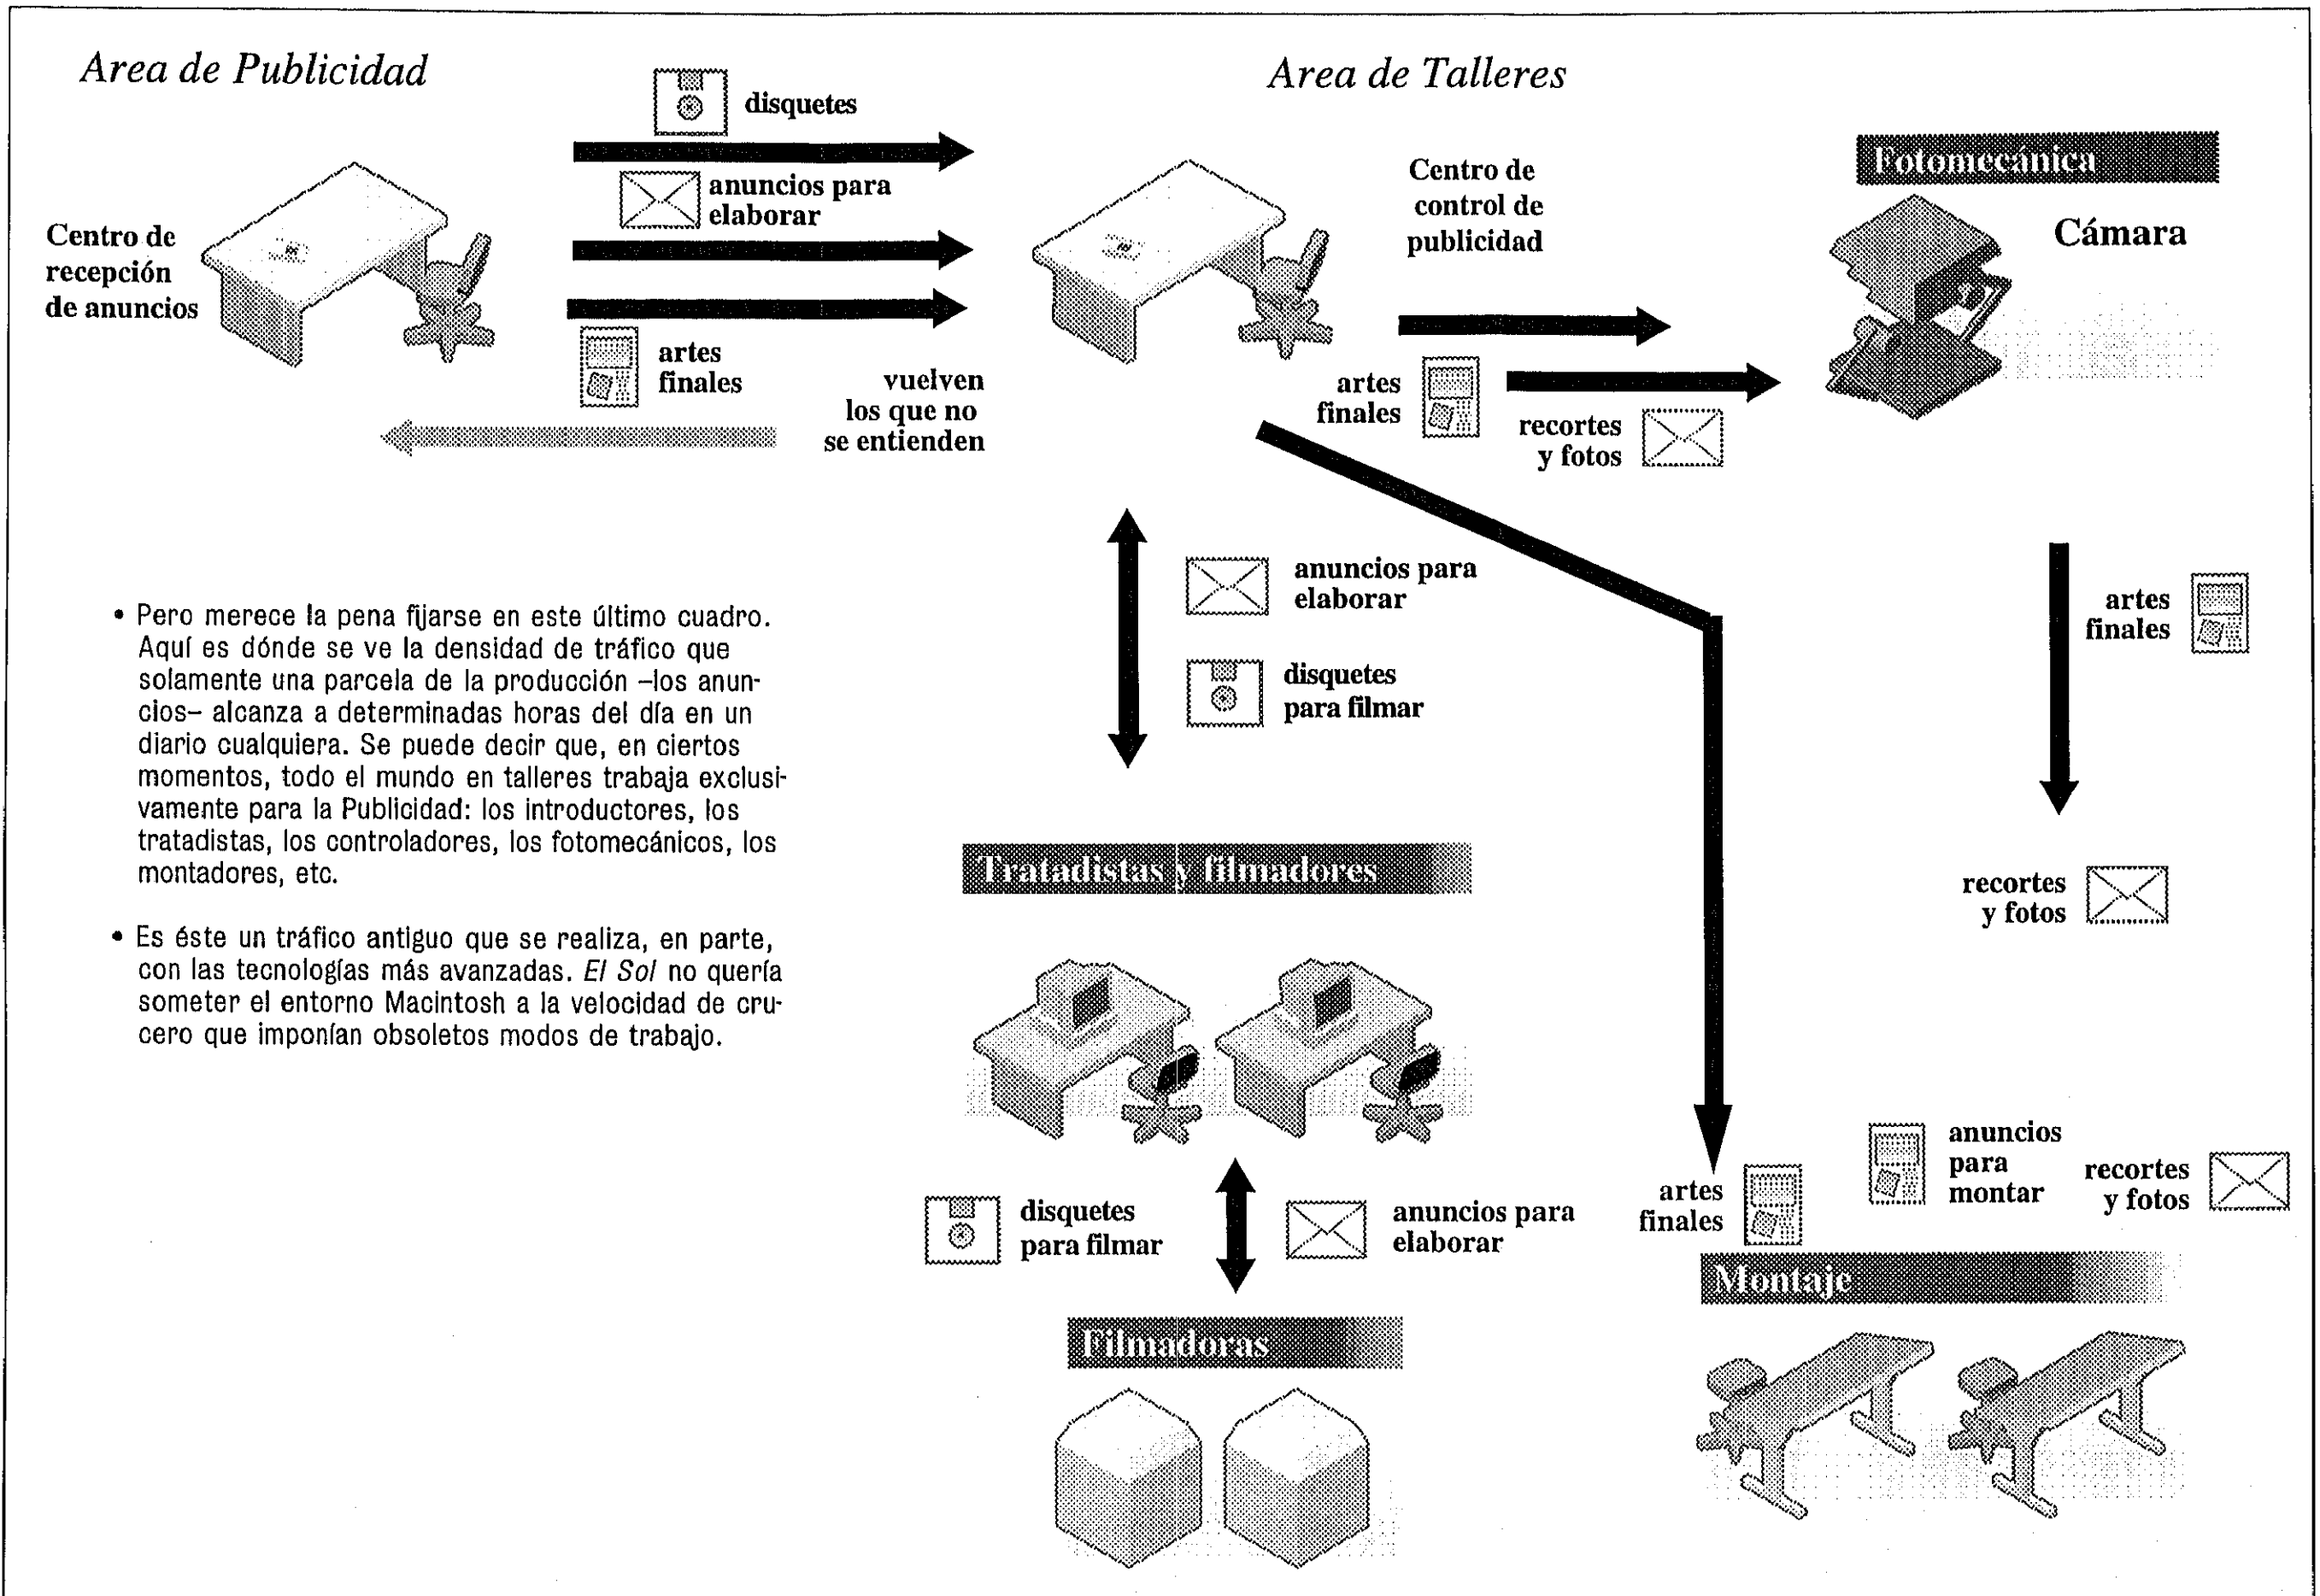 Area de Publicidad
Area de Talleres
disquetes
anuncios para
elaborar
Centro de
recepción
de anuncios
artes
finales
vuelven
los que no
se entienden
Centro de
control de
publicidad
Fotomecánica
Cámara
artes
finales
recortes
y fotos
anuncios para
elaborar
disquetes
para filmar
artes
finales
recortes
y fotos
• Pero merece la pena fijarse en este último cuadro.
Aquí es dónde se ve la densidad de tráfico que
solamente una parcela de la producción –los anun-
cios– alcanza a determinadas horas del día en un
diario cualquiera. Se puede decir que, en ciertos
momentos, todo el mundo en talleres trabaja exclusi-
vamente para la Publicidad: los introductores, los
tratadistas, los controladores, los fotomecánicos, los
montadores, etc.
• Es éste un tráfico antiguo que se realiza, en parte,
con las tecnologías más avanzadas. El Sol no quería
someter el entorno Macintosh a la velocidad de cru-
cero que imponían obsoletos modos de trabajo.
Tratadistas y filmadores
disquetes
para filmar
anuncios para
elaborar
Filmadoras
artes
finales
anuncios
para
montar
recortes
y fotos
Montaje